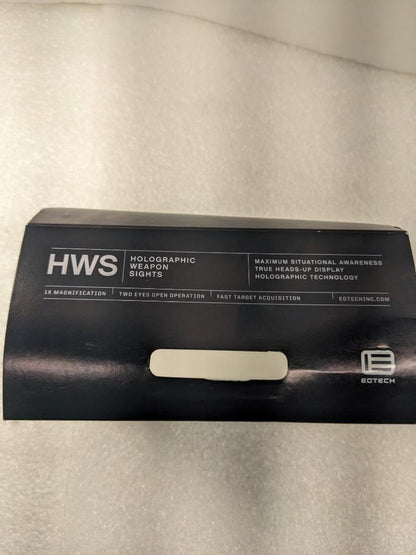 HWS
HOLOGRAPHIC
WEAPON
SIGHTS
MAXIMUM SITUATIONAL AWARENESS
TRUE HEADS-UP DISPLAY
HOLOGRAPHIC TECHNOLOGY
1X MAGNIFICATION
TWO EYES OPEN OPERATION
FAST TARGET ACQUISITION
EOTECHINC.COM
EOTECH